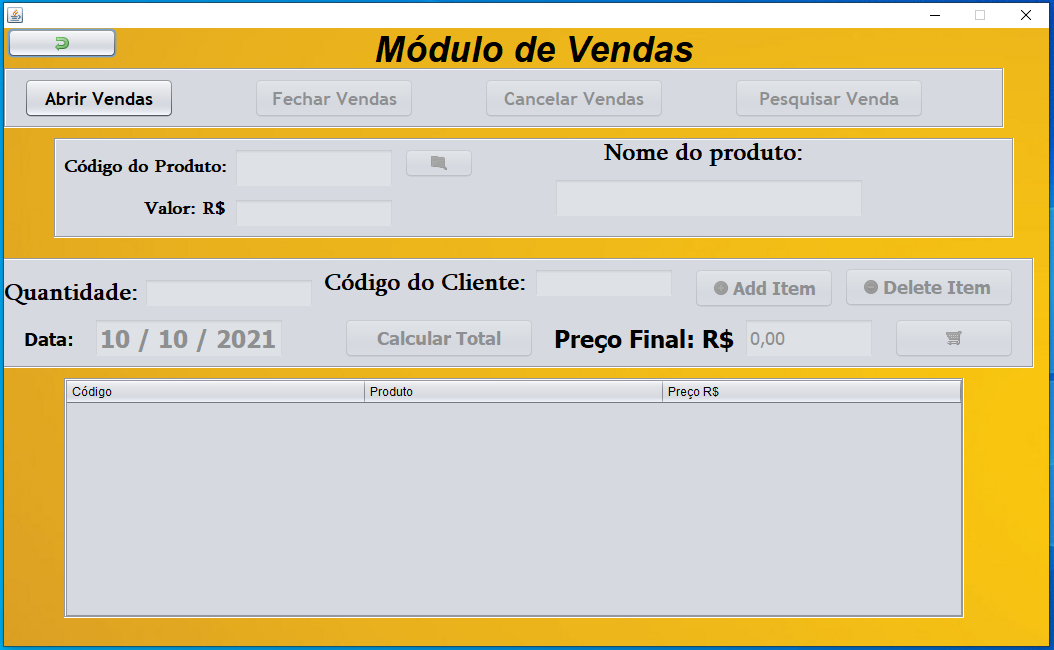 Módulo de Vendas
Abrir Vendas Fechar Vendas Cancelar Vendas Pesquisar Venda
Código do Produto: Nome do produto:
Valor: R$
Quantidade: Código do Cliente: Add Item Delete Item
Data: 10 / 10 / 2021 Calcular Total Preço Final: R$ 0,00
Código Produto Preço R$